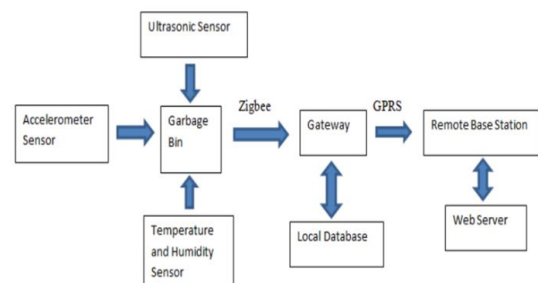 Ultrasonic Sensor
Zigbee
GPRS
Accelerometer
Sensor
Garbage
Bin
Gateway
Remote Base Station
Temperature
and Humidity
Sensor
Local Database
Web Server